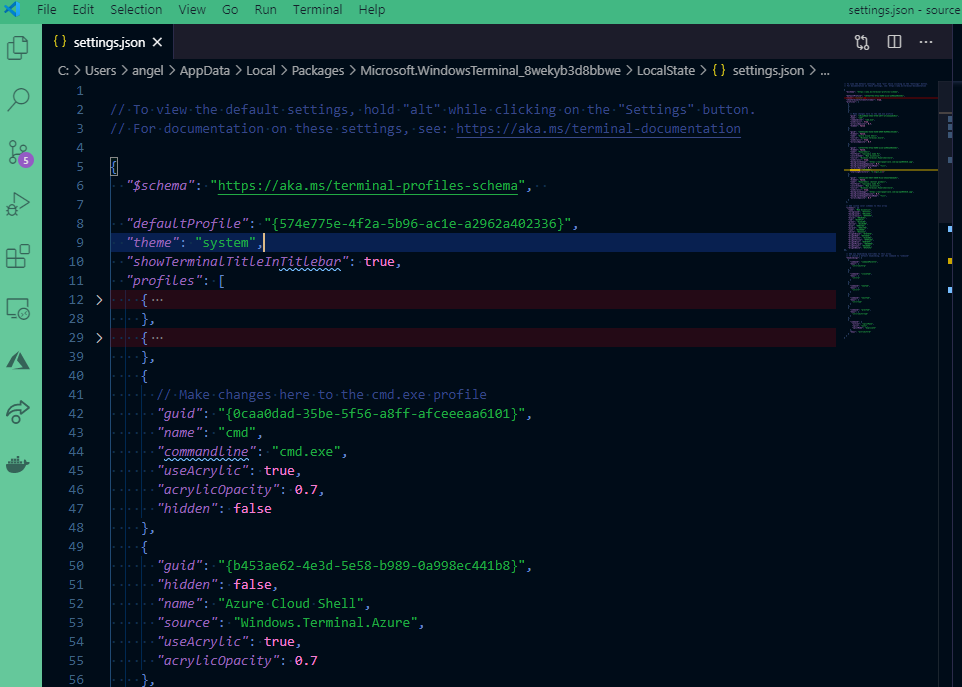 File Edit Selection View Go Run Terminal Help settings.json - source
{ } settings.json ×
5
C: > Users > angel > AppData > Local > Packages > Microsoft.WindowsTerminal_8wekyb3d8bbwe > LocalState > { } settings.json > ...
1
2 // To view the default settings, hold "alt" while clicking on the "Settings" button.
3 // For documentation on these settings, see: https://aka.ms/terminal-documentation
4
5 {
6 "$schema": "https://aka.ms/terminal-profiles-schema",
7
8 "defaultProfile": "{574e775e-4f2a-5b96-ac1e-a2962a402336}",
9 "theme": "system",
10 "showTerminalTitleInTitlebar": true,
11 "profiles": [
12 > { ...
28 },
29 > { ...
39 },
40 {
41 // Make changes here to the cmd.exe profile
42 "guid": "{0caa0dad-35be-5f56-a8ff-afceeeaa6101}",
43 "name": "cmd",
44 "commandline": "cmd.exe",
45 "useAcrylic": true,
46 "acrylicOpacity": 0.7,
47 "hidden": false
48 },
49 {
50 "guid": "{b453ae62-4e3d-5e58-b989-0a998ec441b8}",
51 "hidden": false,
52 "name": "Azure Cloud Shell",
53 "source": "Windows.Terminal.Azure",
54 "useAcrylic": true,
55 "acrylicOpacity": 0.7
56 },